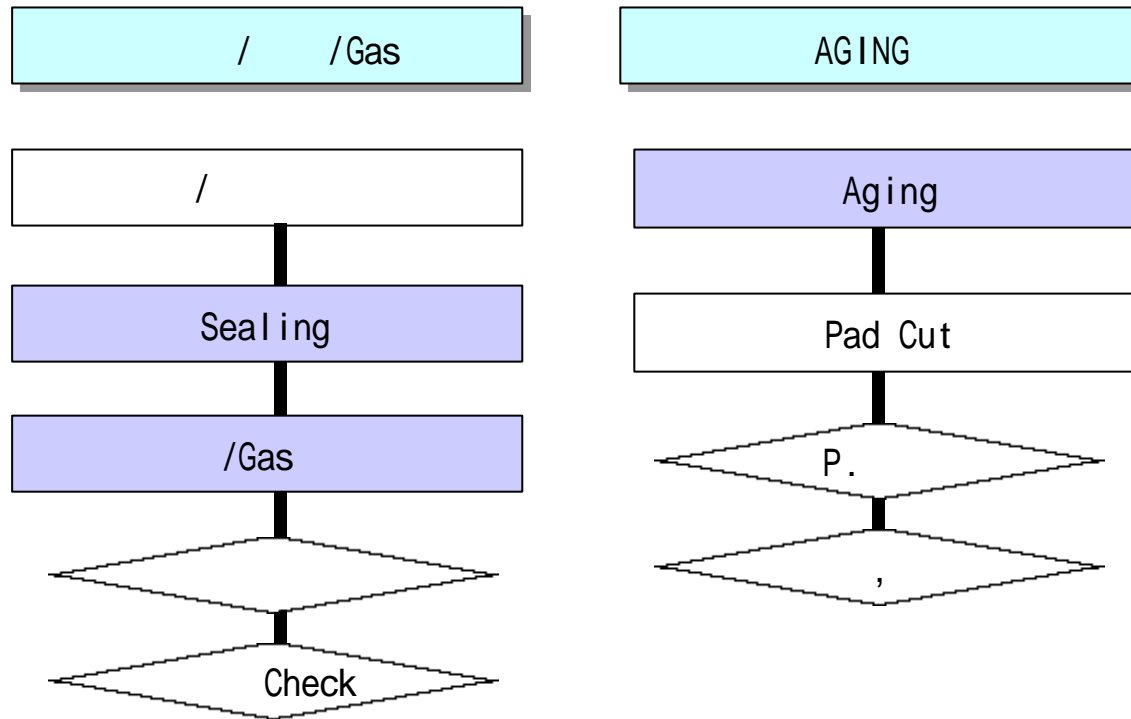 / /Gas
/
Sealing
/Gas
Check
AGING
Aging
Pad Cut
P.
,